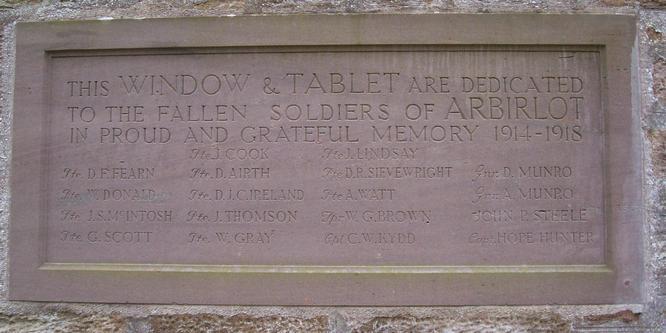 THIS WINDOW & TABLET ARE DEDICATED
TO THE FALLEN SOLDIERS OF ARBIRLOT
IN PROUD AND GRATEFUL MEMORY 1914-1918
Pte. J. COOK Pte. J. LINDSAY
Pte. D. F. FEARN Pte. D. AIRTH Pte D. R. SIEVEWRIGHT Gnr. D. MUNRO
Pte. W. DONALD Pte. D. J. C. IRELAND Pte A. WATT Gnr. A. MUNRO
Pte. J. S. McINTOSH Pte. J. THOMSON Tpr W. G. BROWN JOHN P. STEELE
Pte. G. SCOTT Pte. W. GRAY Cpl C. W. KYDD Capt. HOPE HUNTER